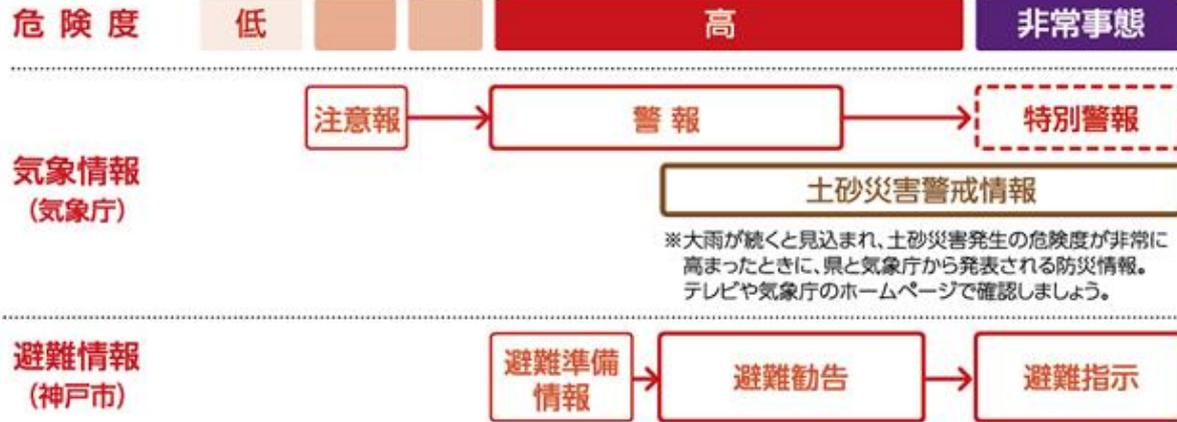 危険度 低 高 非常事態
注意報 警報 特別警報
気象情報
(気象庁)
土砂災害警戒情報
※大雨が続くと見込まれ、土砂災害発生の危険度が非常に
高まったときに、県と気象庁から発表される防災情報。
テレビや気象庁のホームページで確認しましょう。
避難情報
(神戸市)
避難準備
情報
避難勧告
避難指示